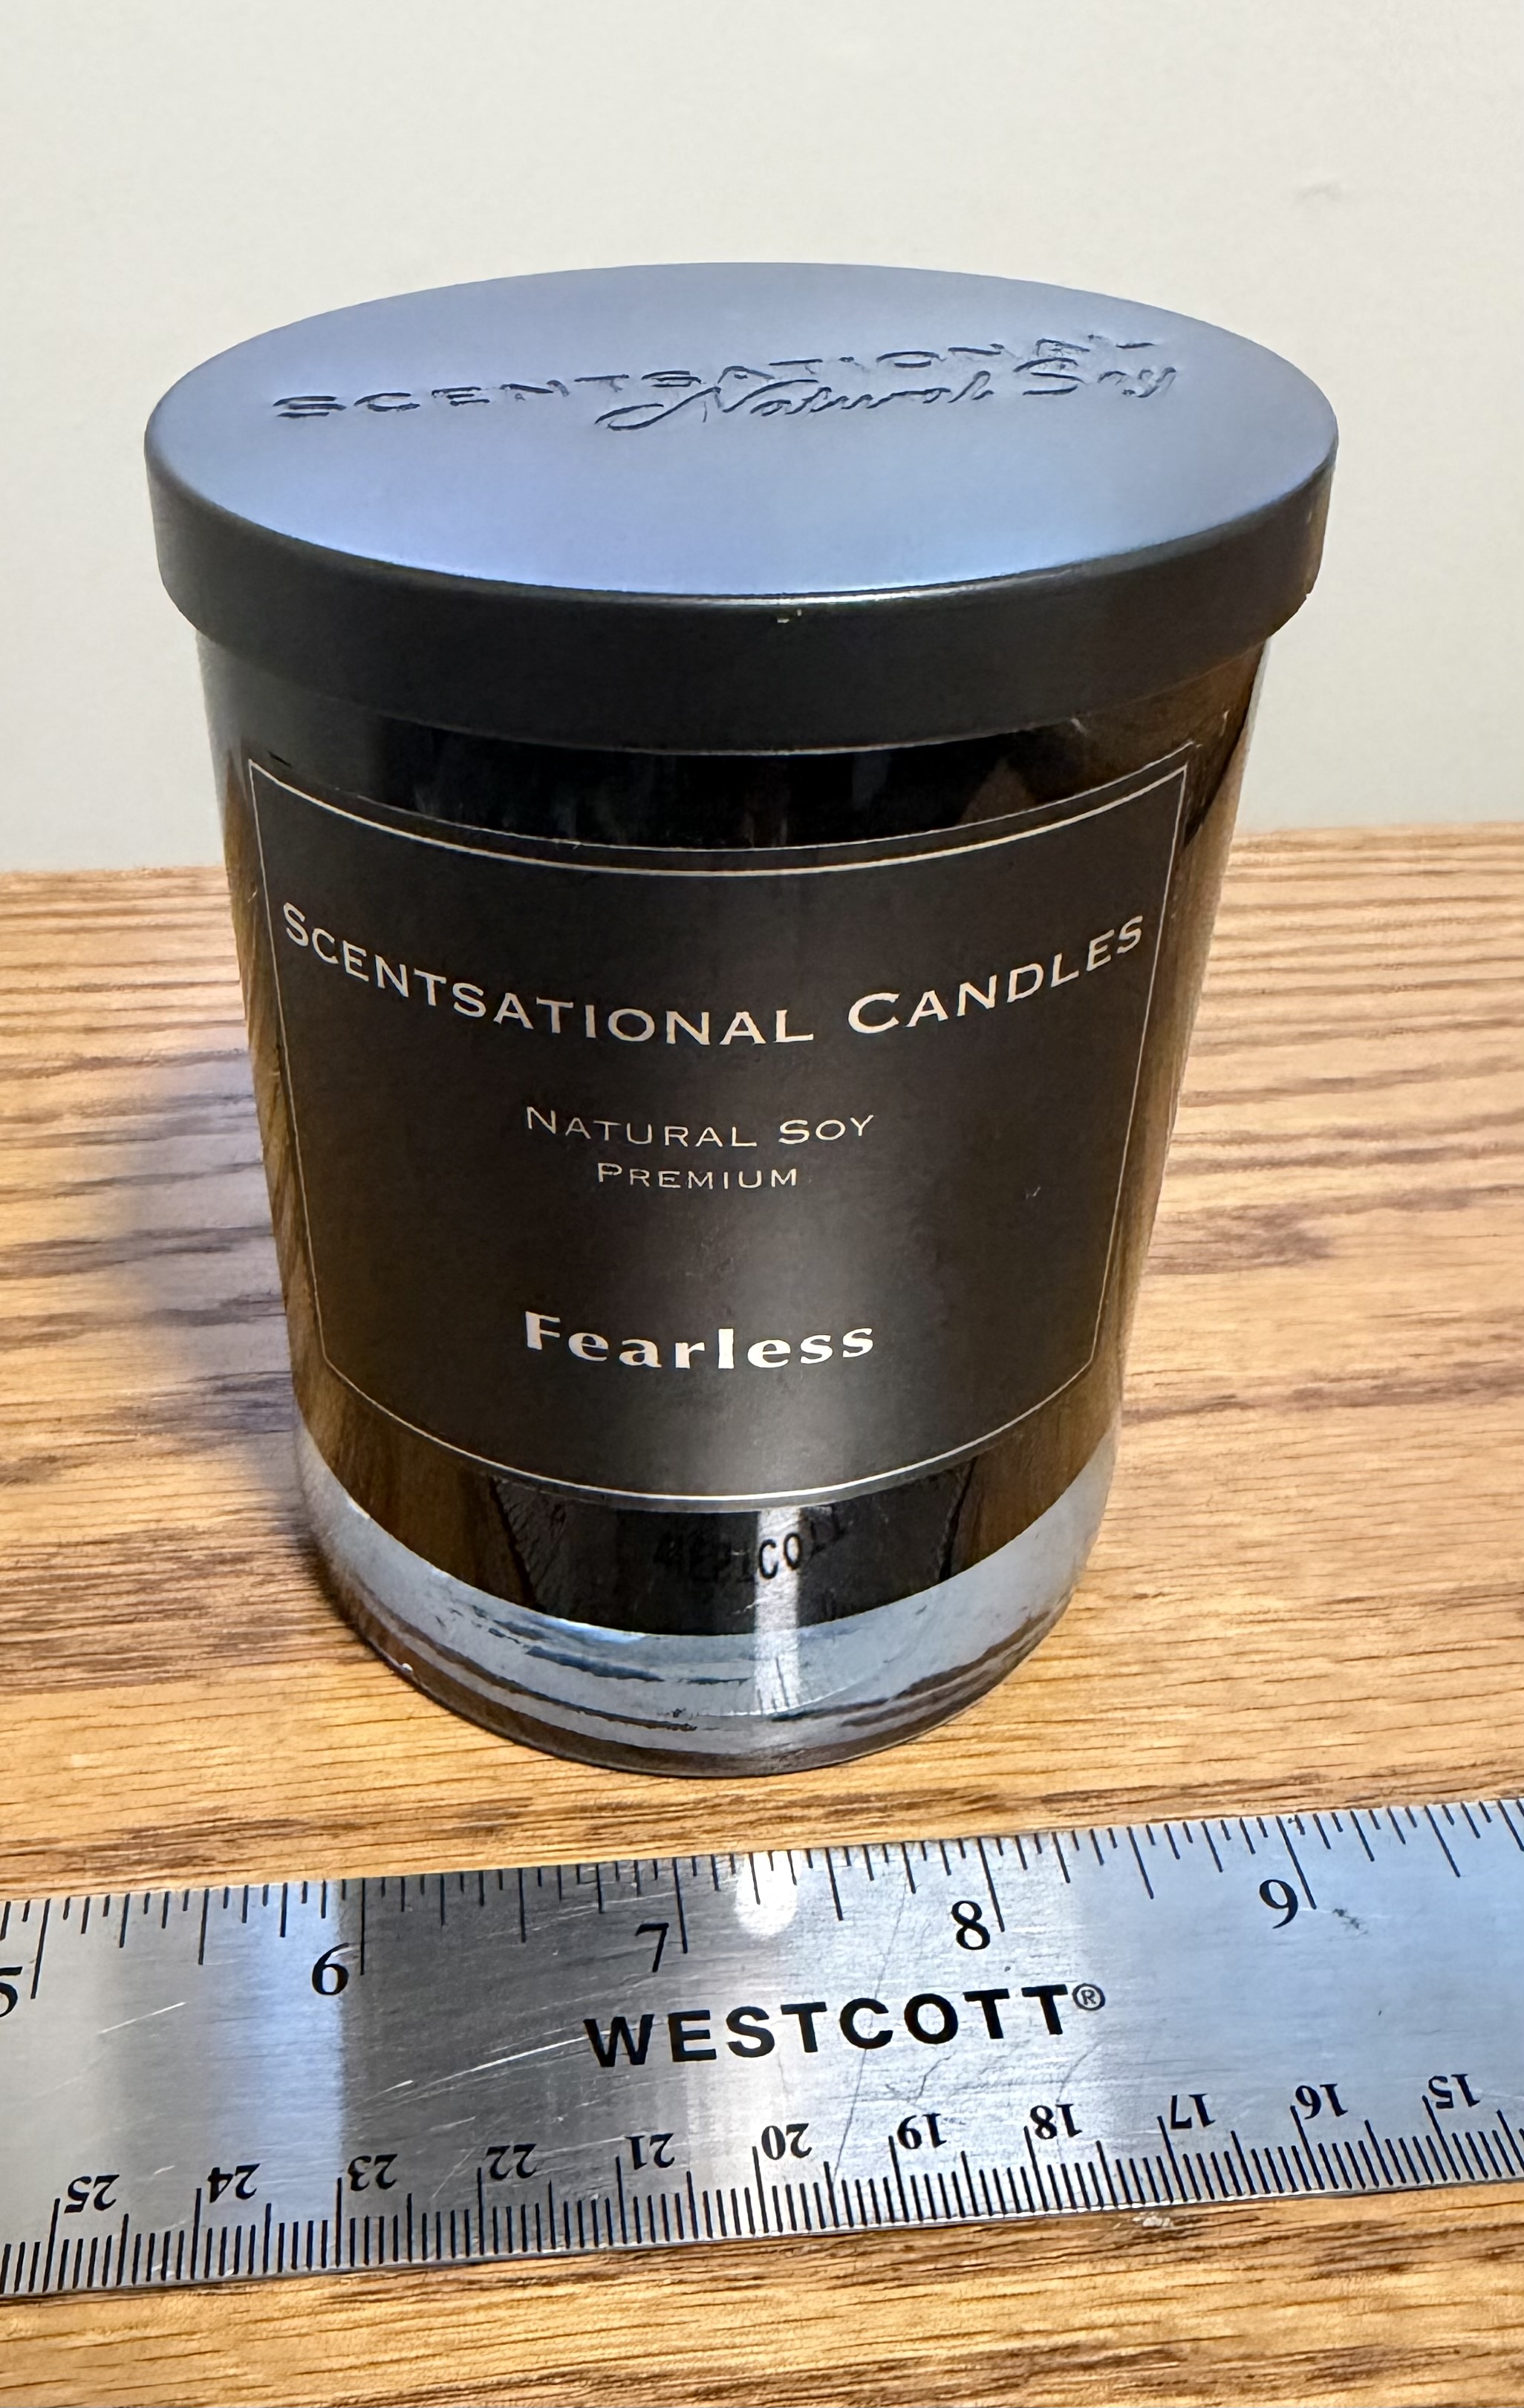 SCENTSATIONAL
Natural Soy
SCENTSATIONAL CANDLES
NATURAL SOY
PREMIUM
Fearless
5 6 7 8 9
WESTCOTT®
25 24 23 22 21 20 19 18 17 16 15